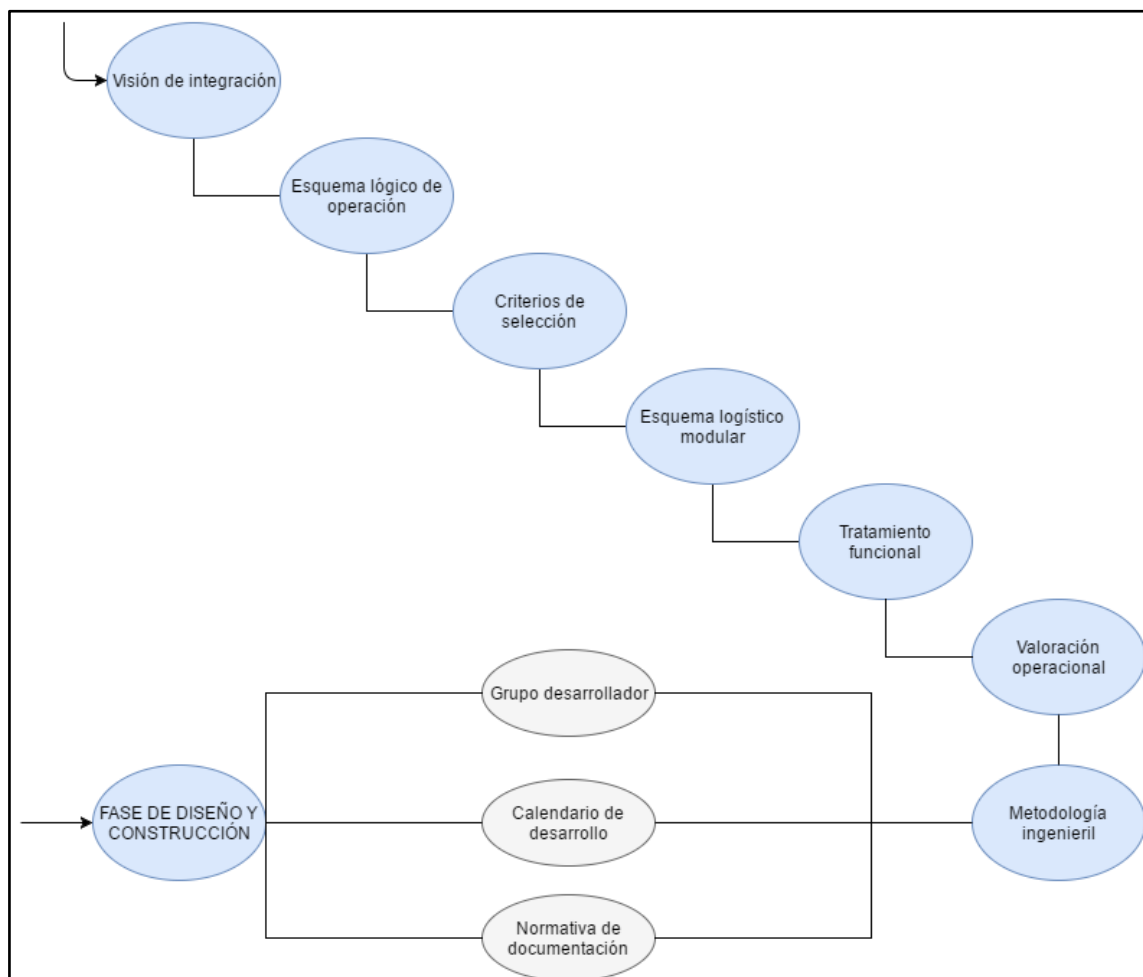 Visión de integración
Esquema lógico de
operación
Criterios de
selección
Esquema logístico
modular
Tratamiento
funcional
Valoración
operacional
Grupo desarrollador
FASE DE DISEÑO Y
CONSTRUCCIÓN
Calendario de
desarrollo
Metodología
ingenieril
Normativa de
documentación